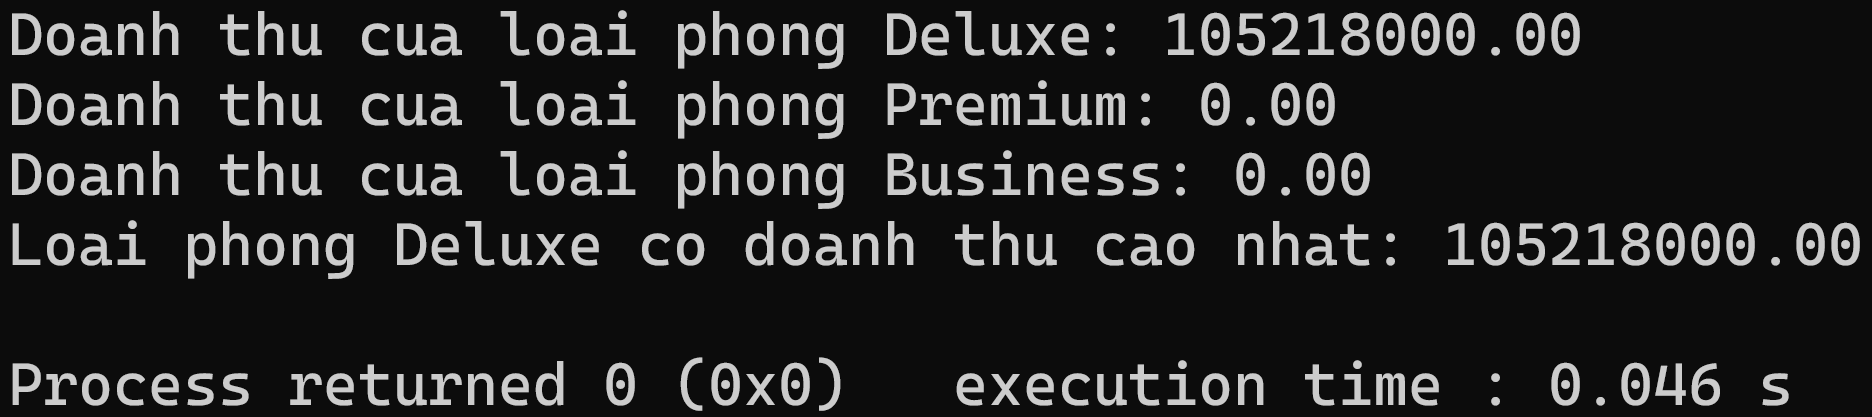 Doanh thu cua loai phong Deluxe: 105218000.00
Doanh thu cua loai phong Premium: 0.00
Doanh thu cua loai phong Business: 0.00
Loai phong Deluxe co doanh thu cao nhat: 105218000.00
Process returned 0 (0x0)   execution time : 0.046 s